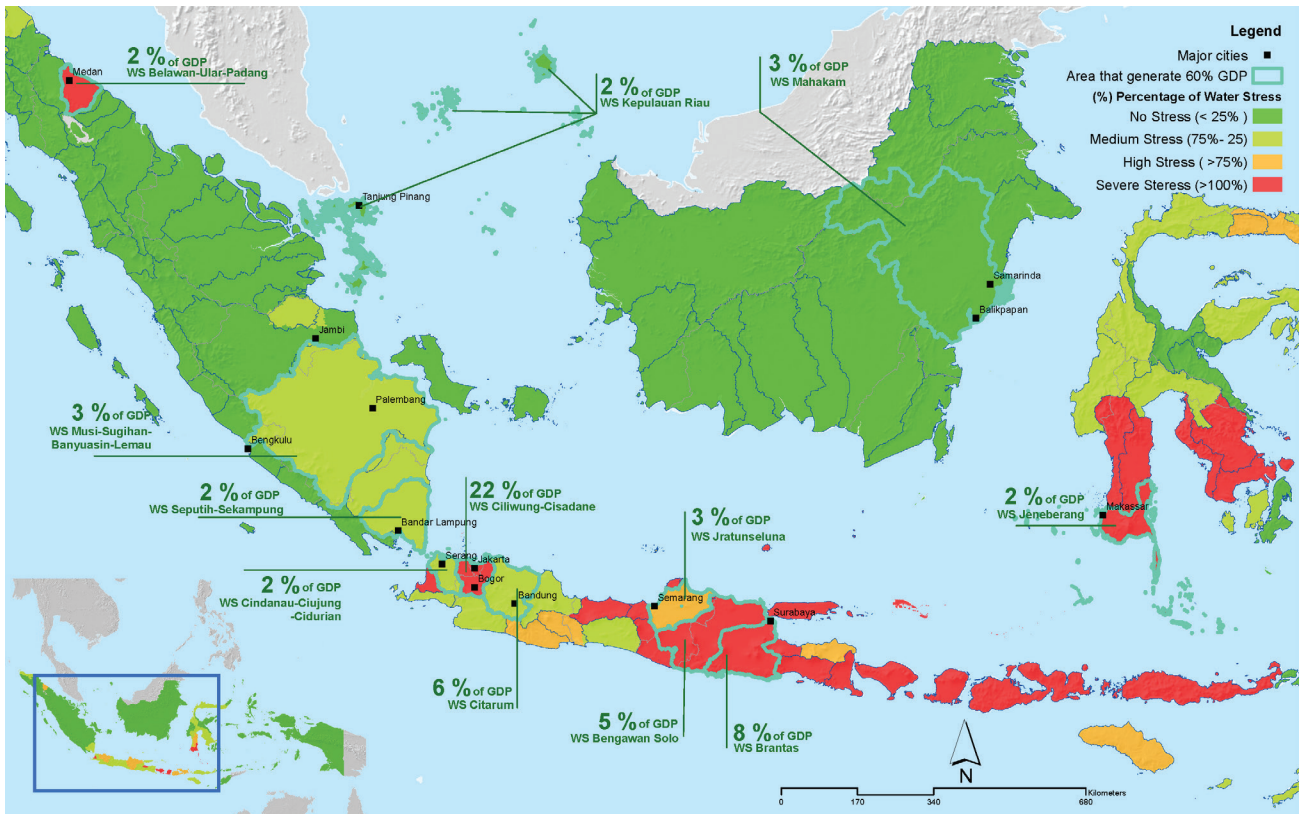 Legend
Major cities
Area that generate 60% GDP
(%) Percentage of Water Stress
No Stress (< 25% )
Medium Stress (75%- 25)
High Stress ( >75%)
Severe Steress (>100%)
2 % of GDP
WS Belawan-Ular-Padang
Medan
2 % of GDP
WS Kepulauan Riau
3 % of GDP
WS Mahakam
Tanjung Pinang
Samarinda
Balikpapan
Jambi
Palembang
3 % of GDP
WS Musi-Sugihan-
Banyuasin-Lemau
Bengkulu
2 % of GDP
WS Seputih-Sekampung
Bandar Lampung
22 % of GDP
WS Ciliwung-Cisadane
3 % of GDP
WS Jratunseluna
2 % of GDP
WS Jeneberang
Makassar
2 % of GDP
WS Cindanau-Ciujung
-Cidurian
Serang
Jakarta
Bogor
Bandung
Semarang
Surabaya
6 % of GDP
WS Citarum
5 % of GDP
WS Bengawan Solo
8 % of GDP
WS Brantas
N
Kilometers
0 170 340 680